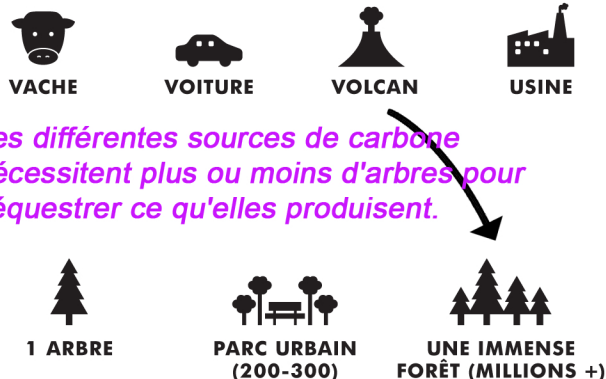 VACHE VOITURE VOLCAN USINE
es différentes sources de carbone
écessitent plus ou moins d'arbres pour
équestrer ce qu'elles produisent.
1 ARBRE PARC URBAIN UNE IMMENSE
(200-300) FORÊT (MILLIONS +)